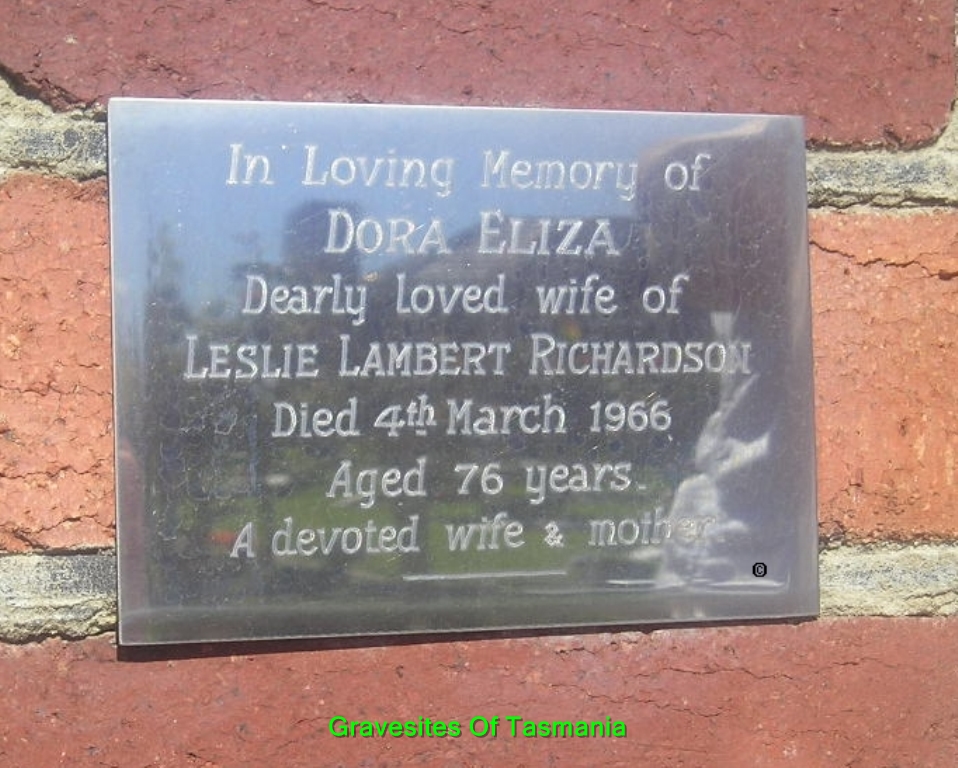 In Loving Memory of
DORA ELIZA
Dearly loved wife of
LESLIE LAMBERT RICHARDSON
Died 4th March 1966
Aged 76 years.
A devoted wife & mother
©
Gravesites Of Tasmania